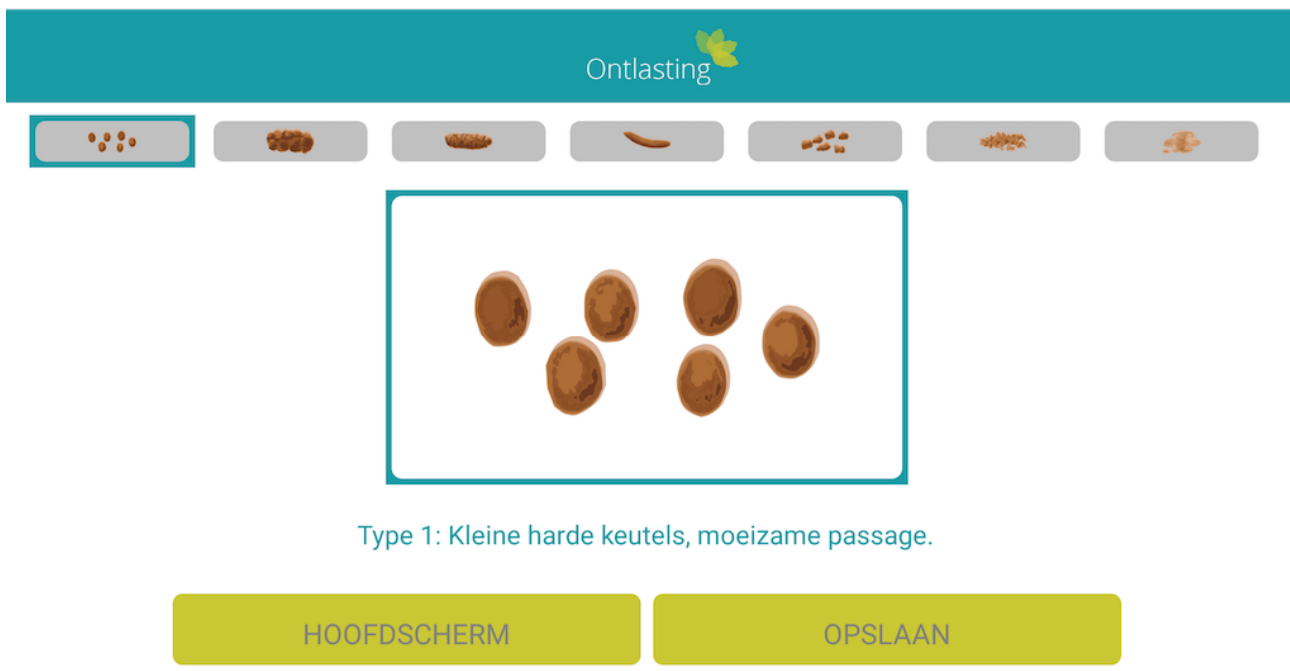 Ontlasting
Type 1: Kleine harde keutels, moeizame passage.
HOOFDSCHERM
OPSLAAN